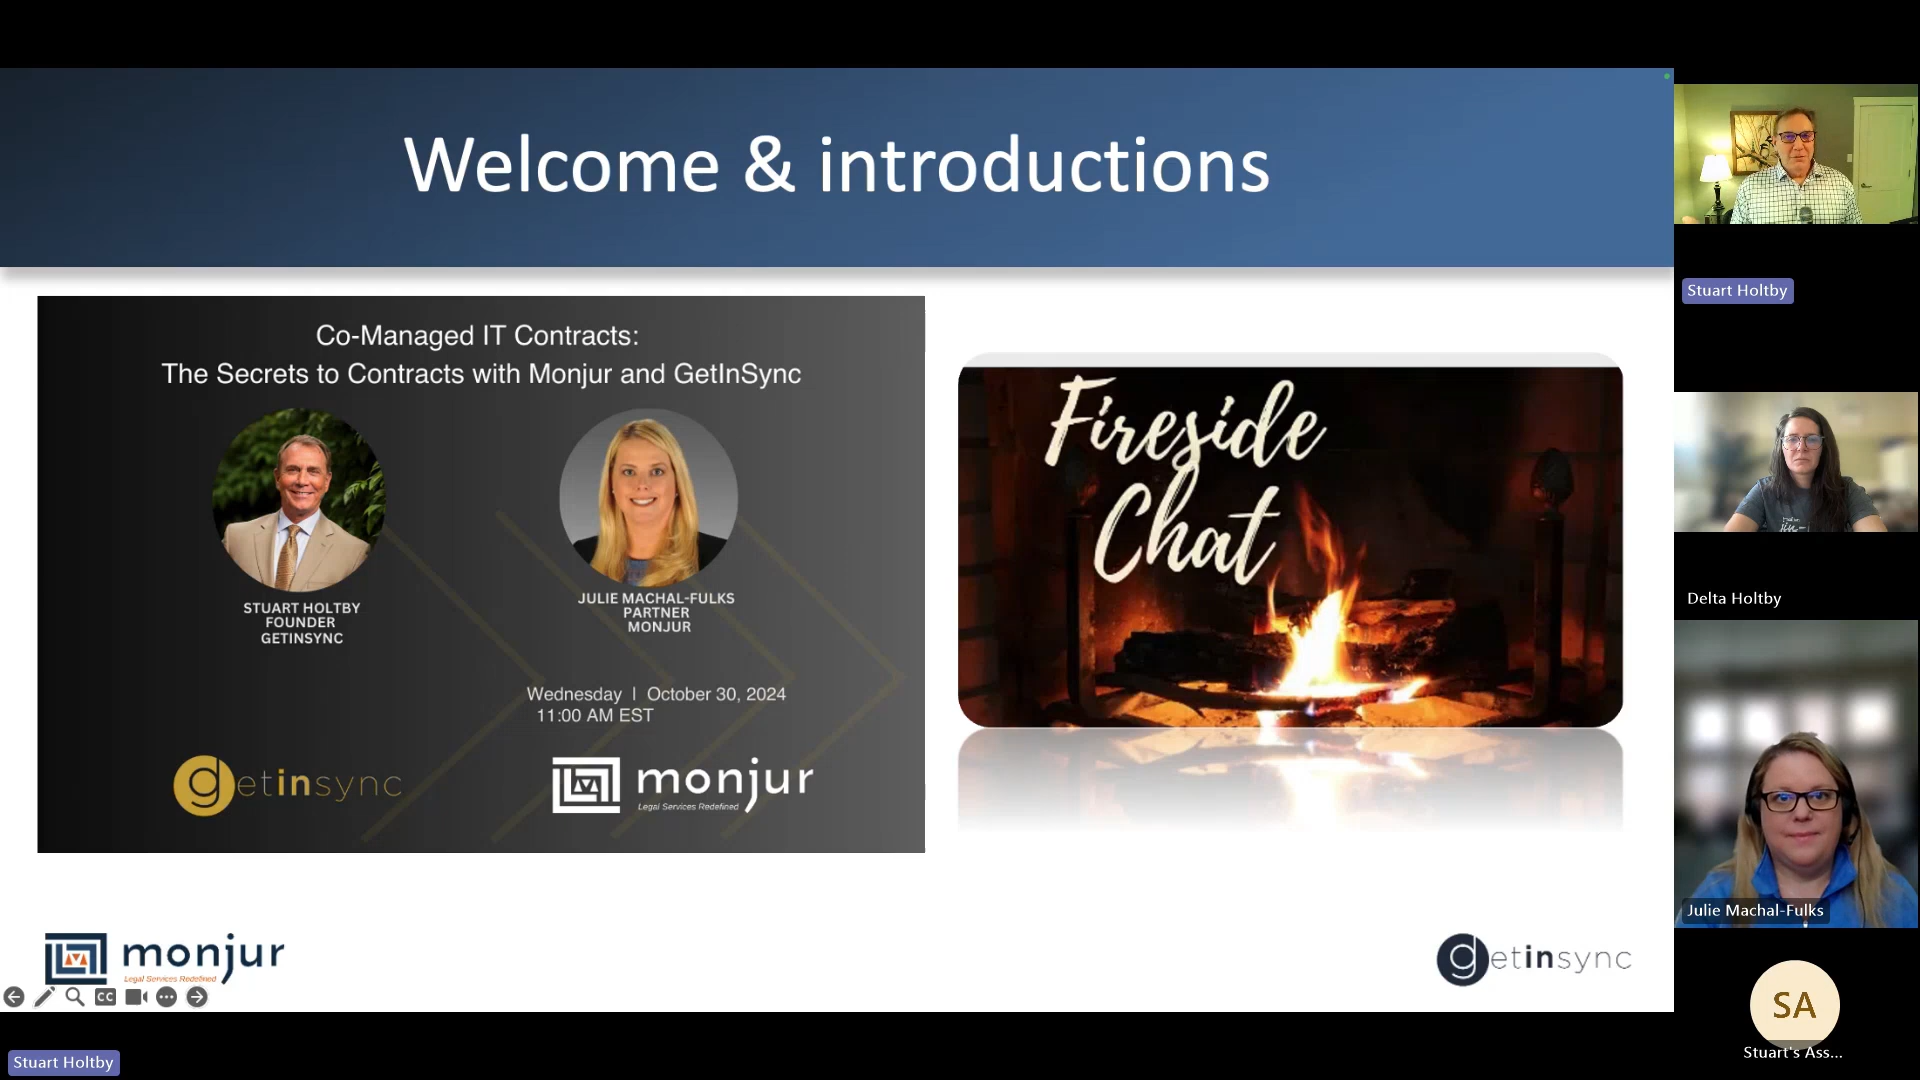 Welcome & introductions
Co-Managed IT Contracts:
The Secrets to Contracts with Monjur and GetInSync
STUART HOLTBY
FOUNDER
GETINSYNC
JULIE MACHAL-FULKS
PARTNER
MONJUR
Wednesday | October 30, 2024
11:00 AM EST
getinsync
monjur
Legal Services Redefined
Fireside
Chat
monjur
Legal Services Redefined
getinsync
CC
Stuart Holtby
Stuart Holtby
Delta Holtby
Julie Machal-Fulks
SA
Stuart's Ass...